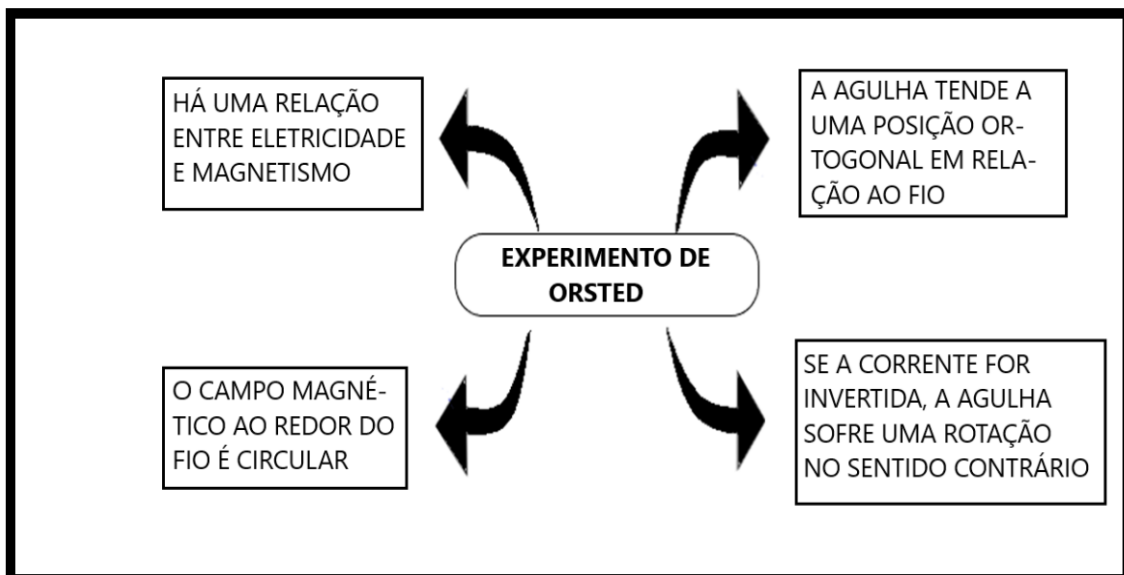 HÁ UMA RELAÇÃO
ENTRE ELETRICIDADE
E MAGNETISMO
A AGULHA TENDE A
UMA POSIÇÃO OR-
TOGONAL EM RELA-
ÇÃO AO FIO
EXPERIMENTO DE
ORSTED
O CAMPO MAGNÉ-
TICO AO REDOR DO
FIO É CIRCULAR
SE A CORRENTE FOR
INVERTIDA, A AGULHA
SOFRE UMA ROTAÇÃO
NO SENTIDO CONTRÁRIO